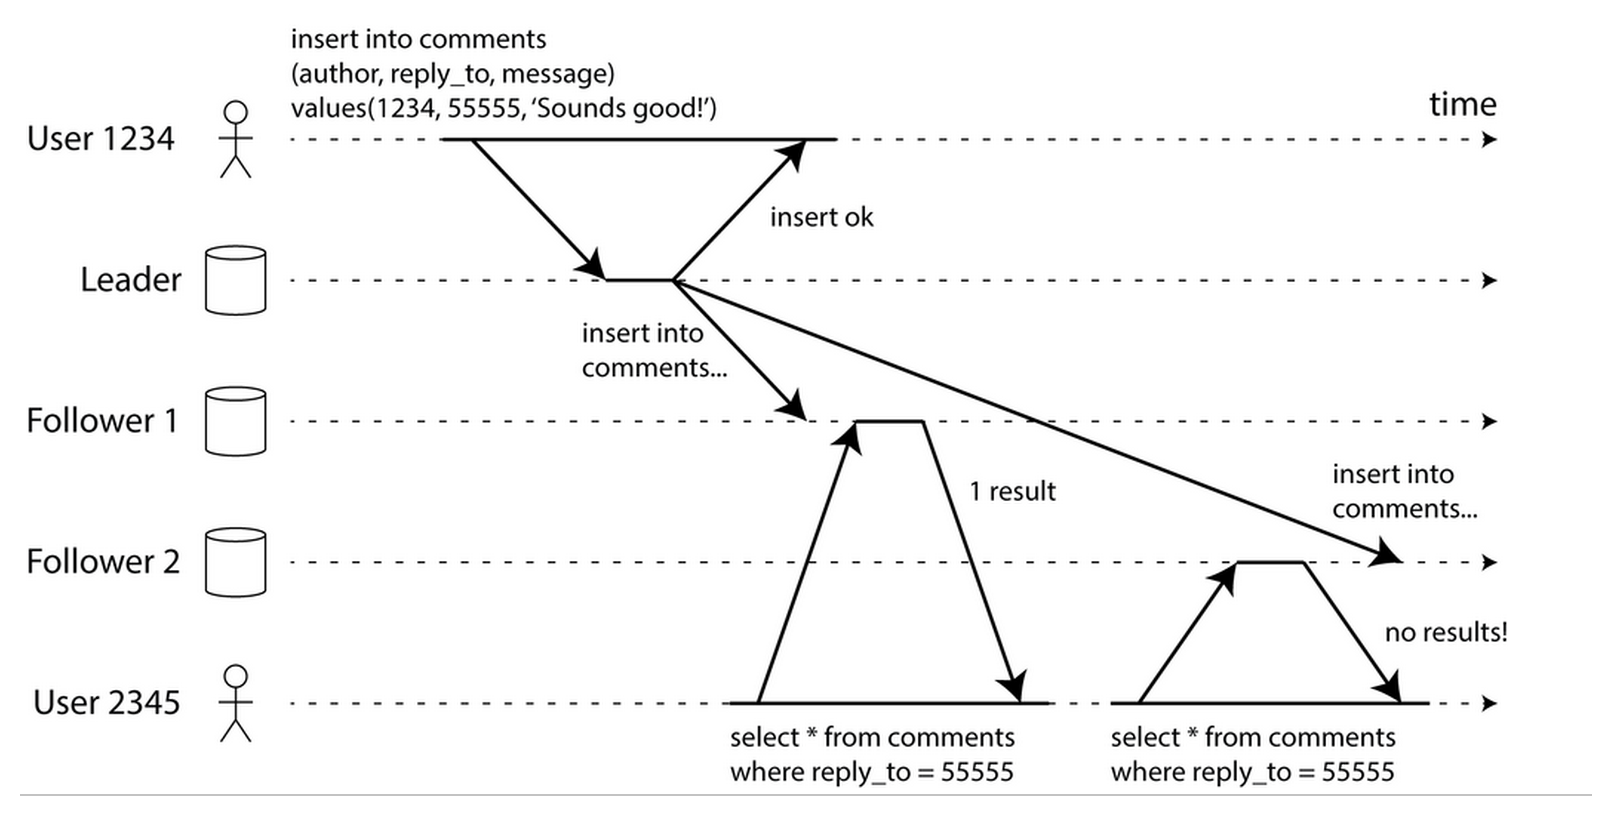 insert into comments
(author, reply_to, message)
values(1234, 55555, ‘Sounds good!’)
time
User 1234
insert ok
Leader
insert into
comments...
Follower 1
insert into
comments...
1 result
Follower 2
no results!
User 2345
select * from comments
where reply_to = 55555
select * from comments
where reply_to = 55555